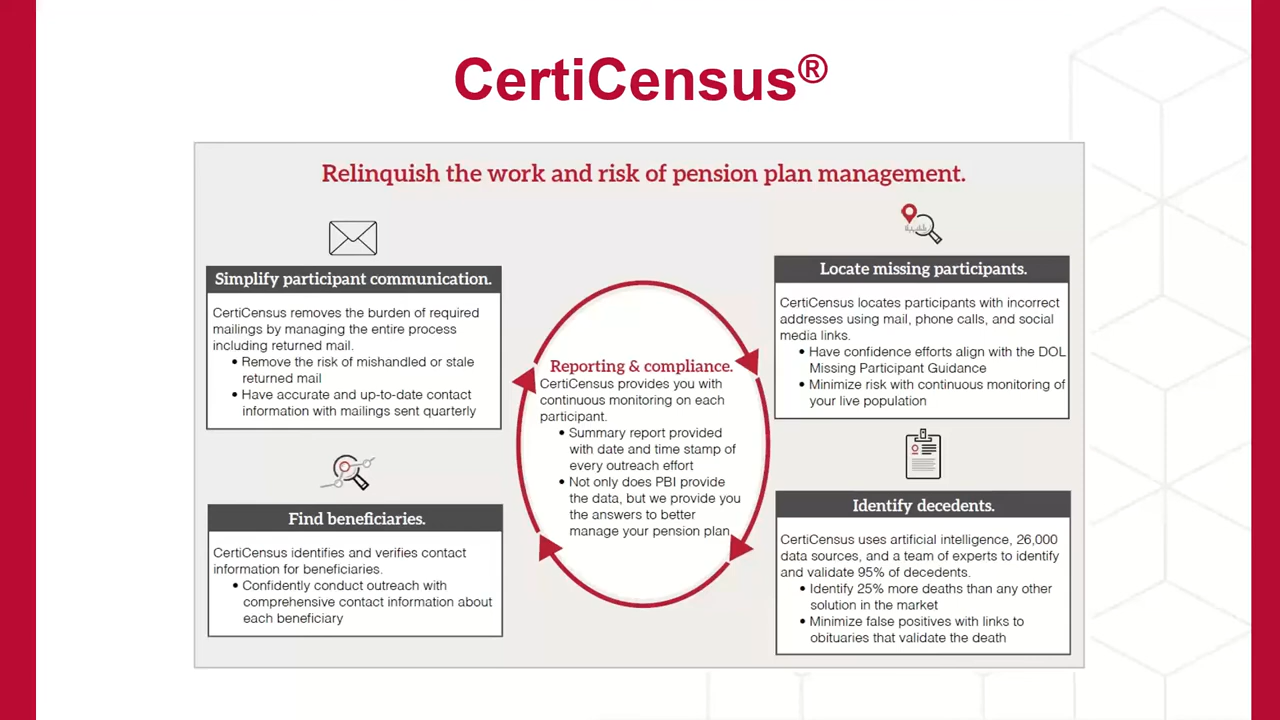 CertiCensus®
Relinquish the work and risk of pension plan management.
Simplify participant communication.
CertiCensus removes the burden of required
mailings by managing the entire process
including returned mail.
• Remove the risk of mishandled or stale
returned mail
• Have accurate and up-to-date contact
information with mailings sent quarterly
Locate missing participants.
CertiCensus locates participants with incorrect
addresses using mail, phone calls, and social
media links.
• Have confidence efforts align with the DOL
Missing Participant Guidance
• Minimize risk with continuous monitoring of
your live population
Reporting & compliance.
CertiCensus provides you with
continuous monitoring on each
participant.
• Summary report provided
with date and time stamp of
every outreach effort
• Not only does PBI provide
the data, but we provide you
the answers to better
manage your pension plan.
Find beneficiaries.
CertiCensus identifies and verifies contact
information for beneficiaries.
• Confidently conduct outreach with
comprehensive contact information about
each beneficiary
Identify decedents.
CertiCensus uses artificial intelligence, 26,000
data sources, and a team of experts to identify
and validate 95% of decedents.
• Identify 25% more deaths than any other
solution in the market
• Minimize false positives with links to
obituaries that validate the death